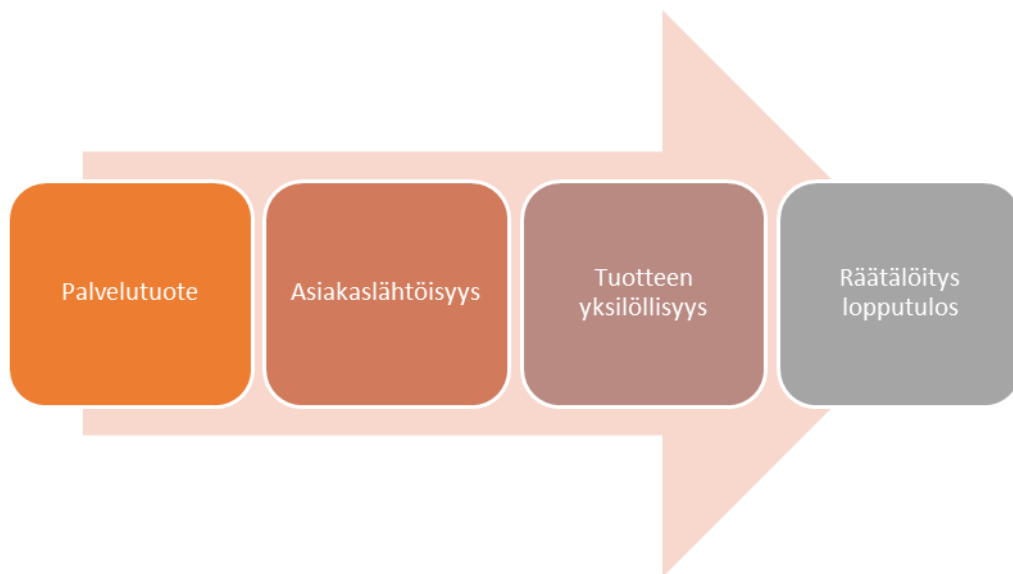 Palvelutuote
Asiakaslähtöisyys
Tuotteen
yksilöllisyys
Räätälöitys
lopputulos